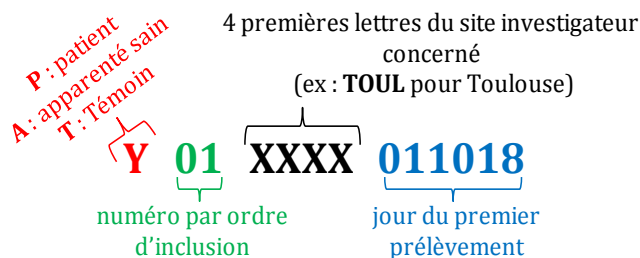 P : patient
A : apparenté sain
T : Témoin
4 premières lettres du site investigateur
concerné
(ex : TOUL pour Toulouse)
Y 01 XXXX 011018
numéro par ordre
d’inclusion
jour du premier
prélèvement